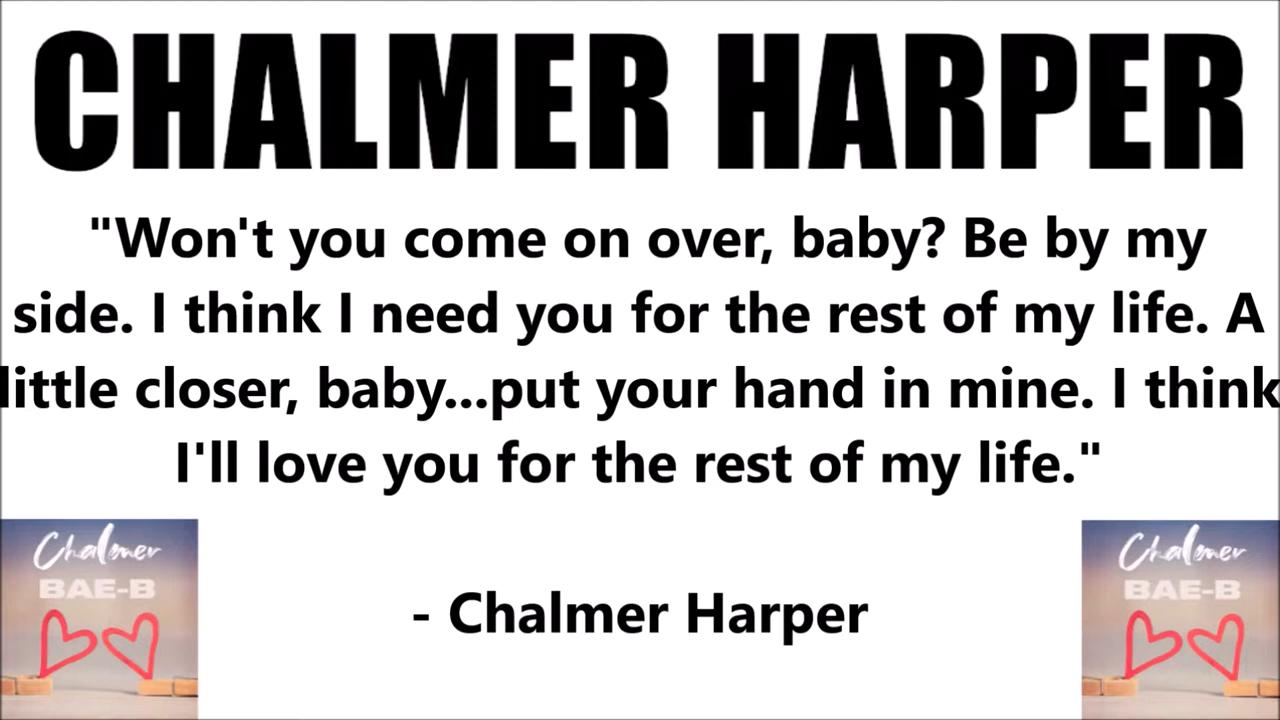 CHALMER HARPER
"Won't you come on over, baby? Be by my
side. I think I need you for the rest of my life. A
little closer, baby...put your hand in mine. I think
I'll love you for the rest of my life."
- Chalmer Harper
Chalmer
BAE-B
Chalmer
BAE-B